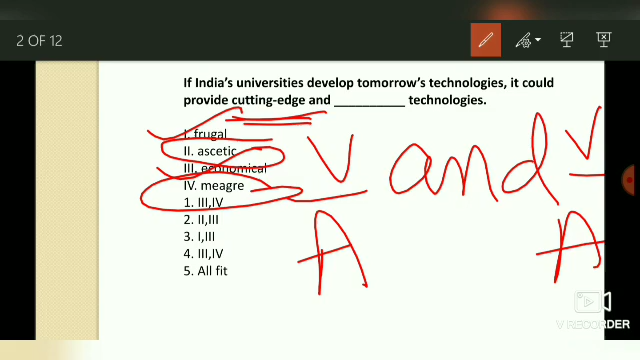 2 OF 12
If India's universities develop tomorrow's technologies, it could
provide cutting-edge and __________ technologies.
I. frugal
II. ascetic
III. economical
IV. meagre
1. III,IV
2. II,III
3. I,III
4. III,IV
5. All fit
V and V
A A
V RECORDER